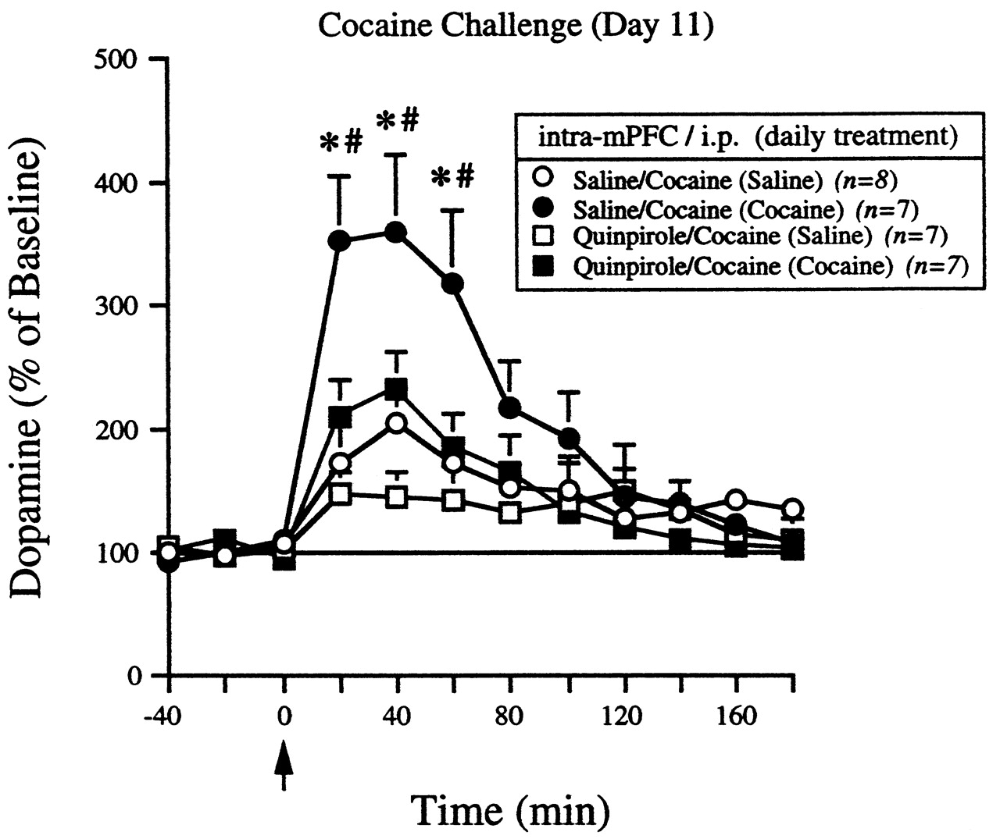 Cocaine Challenge (Day 11)
500
400
300
200
100
0
Dopamine (% of Baseline)
*#
*#
*#
intra-mPFC / i.p. (daily treatment)
Saline/Cocaine (Saline) (n=8)
Saline/Cocaine (Cocaine) (n=7)
Quinpirole/Cocaine (Saline) (n=7)
Quinpirole/Cocaine (Cocaine) (n=7)
-40 0 40 80 120 160
Time (min)